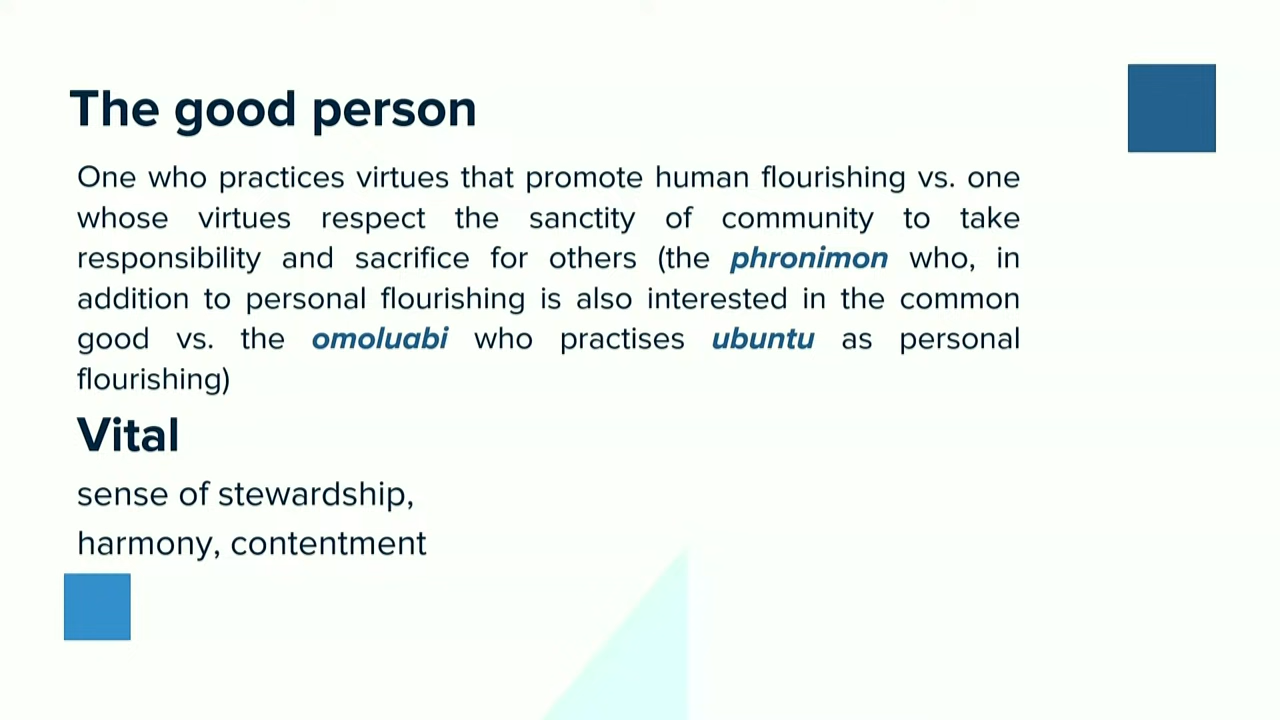 The good person
One who practices virtues that promote human flourishing vs. one
whose virtues respect the sanctity of community to take
responsibility and sacrifice for others (the phronimon who, in
addition to personal flourishing is also interested in the common
good vs. the omoluabi who practises ubuntu as personal
flourishing)
Vital
sense of stewardship,
harmony, contentment